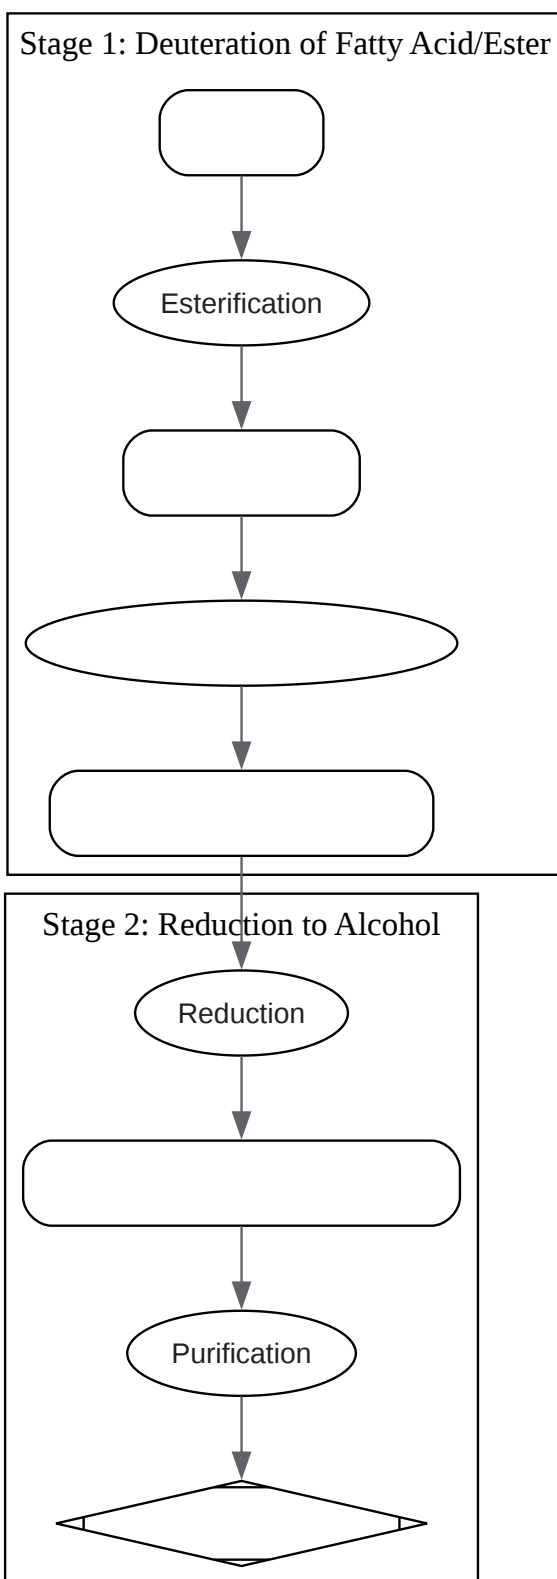 Stage 1: Deuteration of Fatty Acid/Ester
Esterification
Stage 2: Reduction to Alcohol
Reduction
Purification